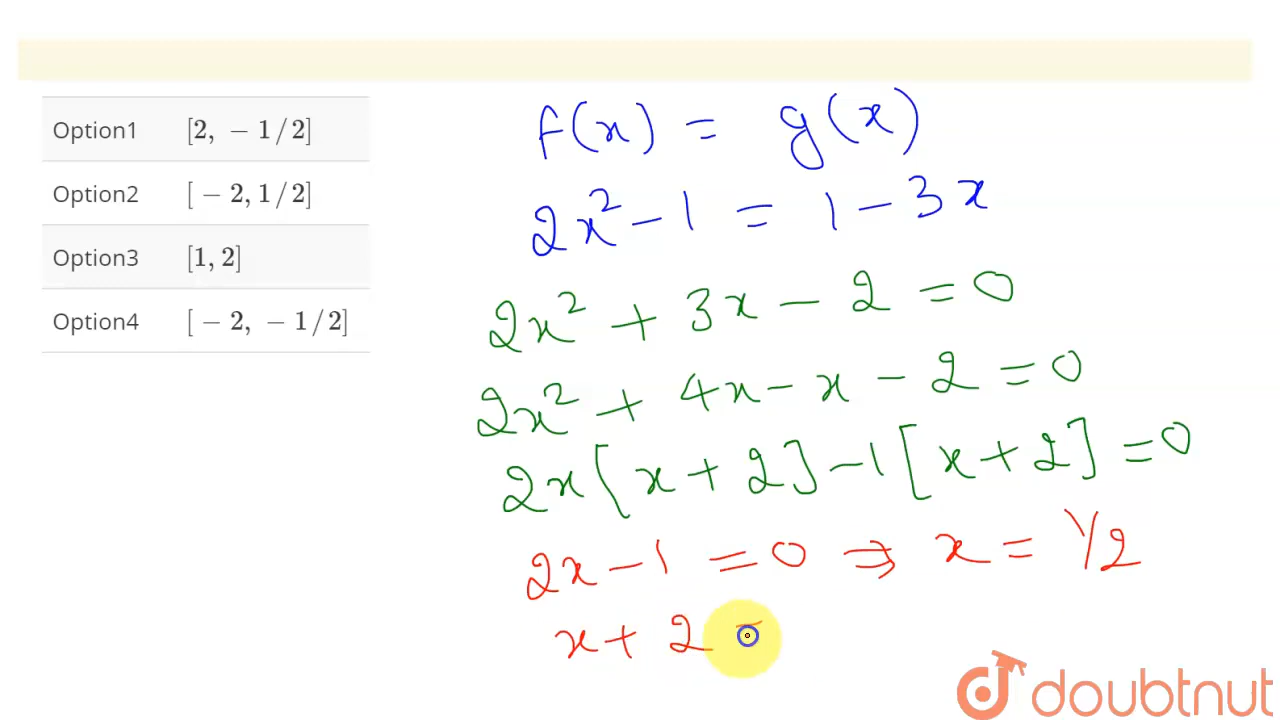 Option1 [2, −1/2]
Option2 [−2, 1/2]
Option3 [1, 2]
Option4 [−2, −1/2]
f(x) = g(x)
2x² − 1 = 1 − 3x
2x² + 3x − 2 = 0
2x² + 4x − x − 2 = 0
2x[x + 2] − 1[x + 2] = 0
2x − 1 = 0 ⇒ x = 1/2
x + 2 =
doubtnut